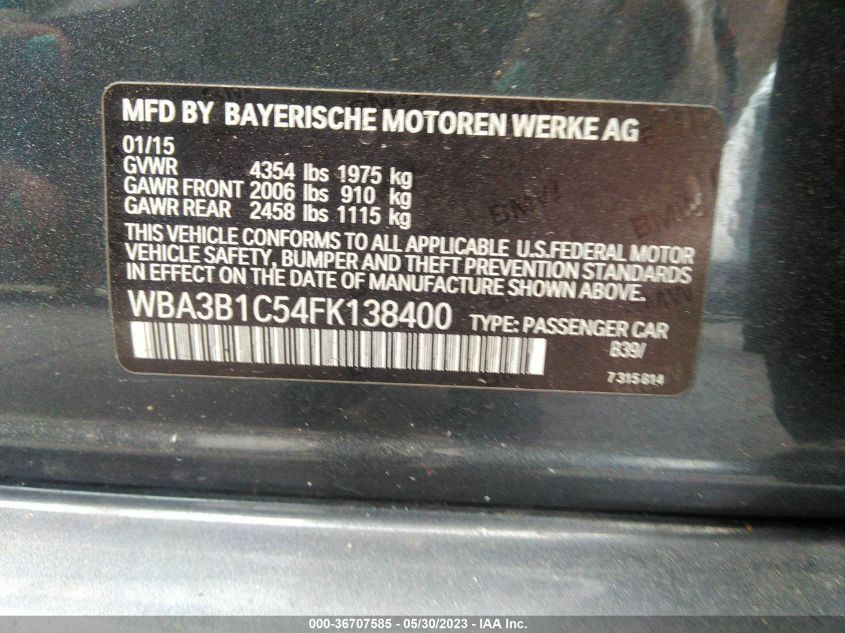 MFD BY BAYERISCHE MOTOREN WERKE AG
01/15
GVWR 4354 lbs 1975 kg
GAWR FRONT 2006 lbs 910 kg
GAWR REAR 2458 lbs 1115 kg
THIS VEHICLE CONFORMS TO ALL APPLICABLE U.S.FEDERAL MOTOR
VEHICLE SAFETY, BUMPER AND THEFT PREVENTION STANDARDS
IN EFFECT ON THE DATE OF MANUFACTURE SHOWN ABOVE.
WBA3B1C54FK138400 TYPE: PASSENGER CAR
B39/
7315814
000-36707585 - 05/30/2023 - IAA Inc.